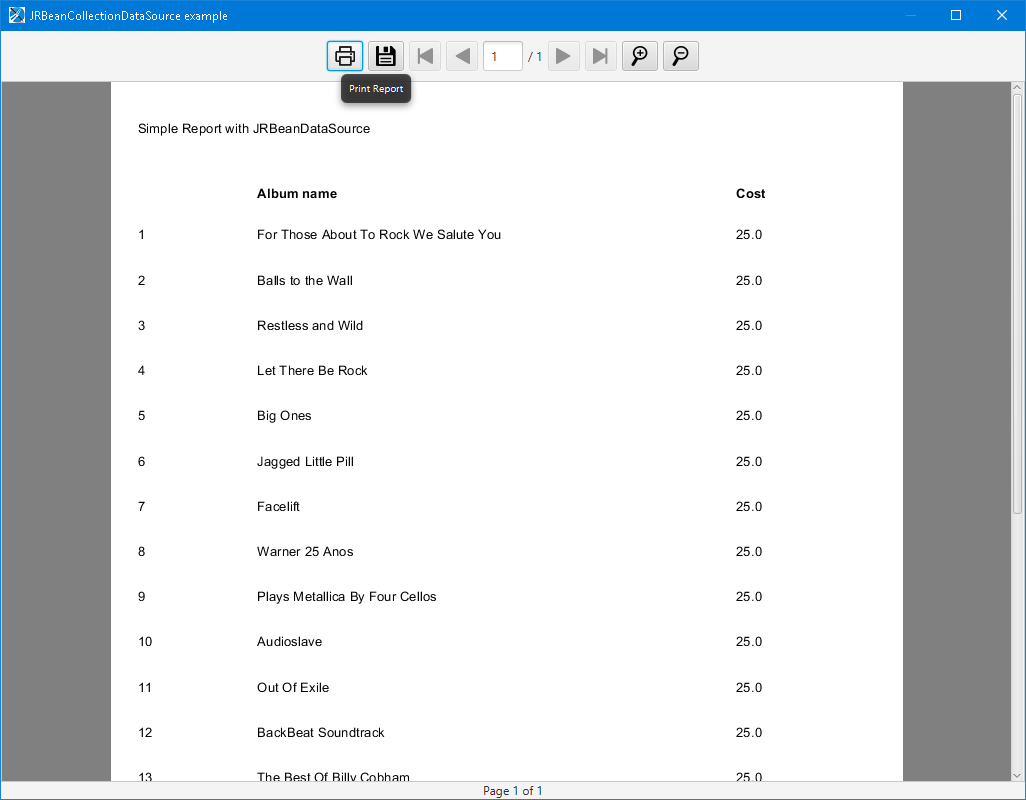 JRBeanCollectionDataSource example
1 / 1
Print Report
Simple Report with JRBeanDataSource
Album name Cost
1 For Those About To Rock We Salute You 25.0
2 Balls to the Wall 25.0
3 Restless and Wild 25.0
4 Let There Be Rock 25.0
5 Big Ones 25.0
6 Jagged Little Pill 25.0
7 Facelift 25.0
8 Warner 25 Anos 25.0
9 Plays Metallica By Four Cellos 25.0
10 Audioslave 25.0
11 Out Of Exile 25.0
12 BackBeat Soundtrack 25.0
13 The Best Of Billy Cobham 25.0
Page 1 of 1